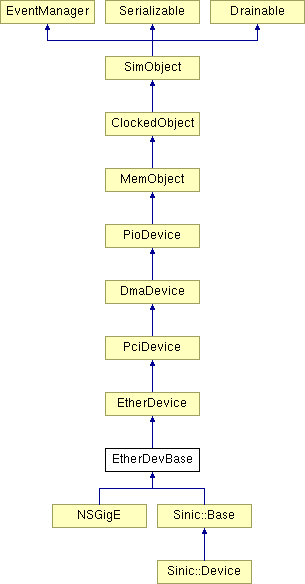 EventManager Serializable Drainable
SimObject
ClockedObject
MemObject
PioDevice
DmaDevice
PciDevice
EtherDevice
EtherDevBase
NSGigE Sinic::Base
Sinic::Device